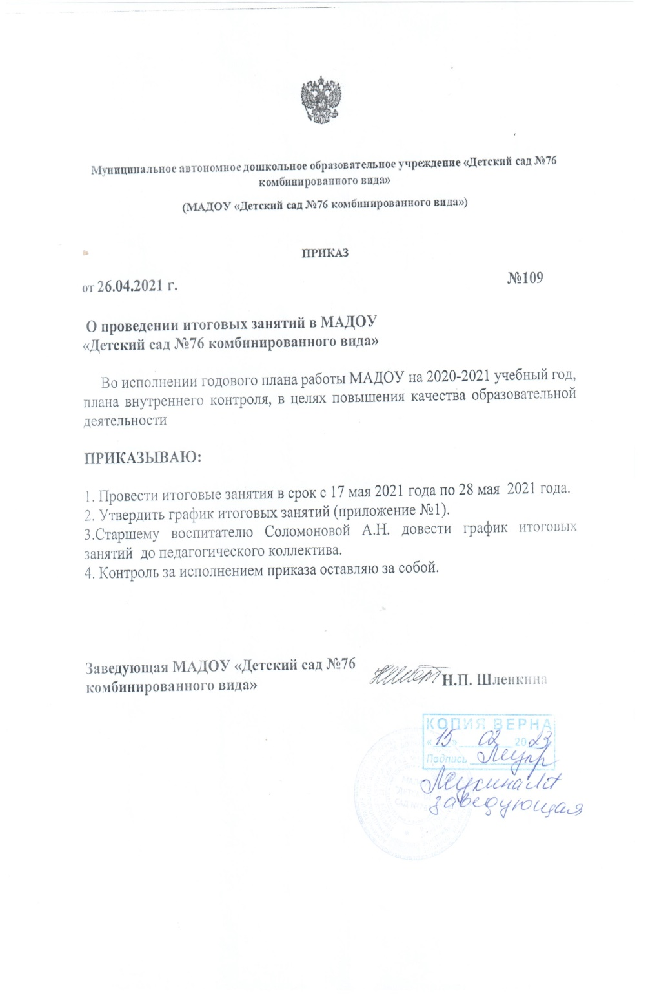 Муниципальное автономное дошкольное образовательное учреждение «Детский сад №76
комбинированного вида»
(МАДОУ «Детский сад №76 комбинированного вида»)
ПРИКАЗ
от 26.04.2021 г. №109
О проведении итоговых занятий в МАДОУ
«Детский сад №76 комбинированного вида»
Во исполнении годового плана работы МАДОУ на 2020-2021 учебный год,
плана внутреннего контроля, в целях повышения качества образовательной
деятельности
ПРИКАЗЫВАЮ:
1. Провести итоговые занятия в срок с 17 мая 2021 года по 28 мая 2021 года.
2. Утвердить график итоговых занятий (приложение №1).
3.Старшему воспитателю Соломоновой А.Н. довести график итоговых
занятий до педагогического коллектива.
4. Контроль за исполнением приказа оставляю за собой.
Заведующая МАДОУ «Детский сад №76
комбинированного вида» Н.П. Шленкина
КОПИЯ ВЕРНА
«15» 02 2023
Подпись
заведующая